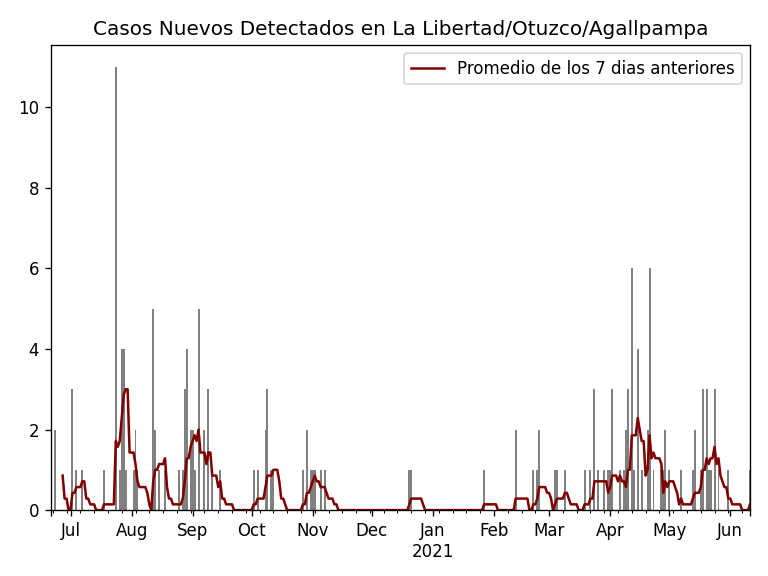 Casos Nuevos Detectados en La Libertad/Otuzco/Agallpampa
Promedio de los 7 dias anteriores
10
8
6
4
2
0
Jul Aug Sep Oct Nov Dec Jan Feb Mar Apr May Jun
2021